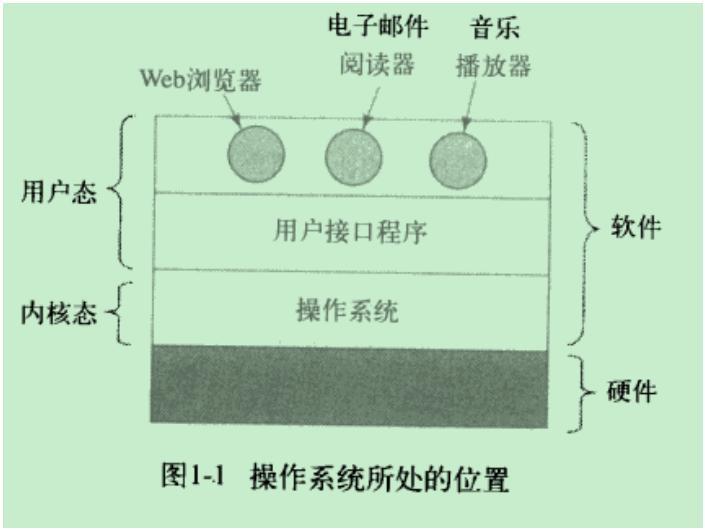 电子邮件 音乐
Web浏览器 阅读器 播放器
用户态
用户接口程序
软件
内核态
操作系统
硬件
图1-1 操作系统所处的位置